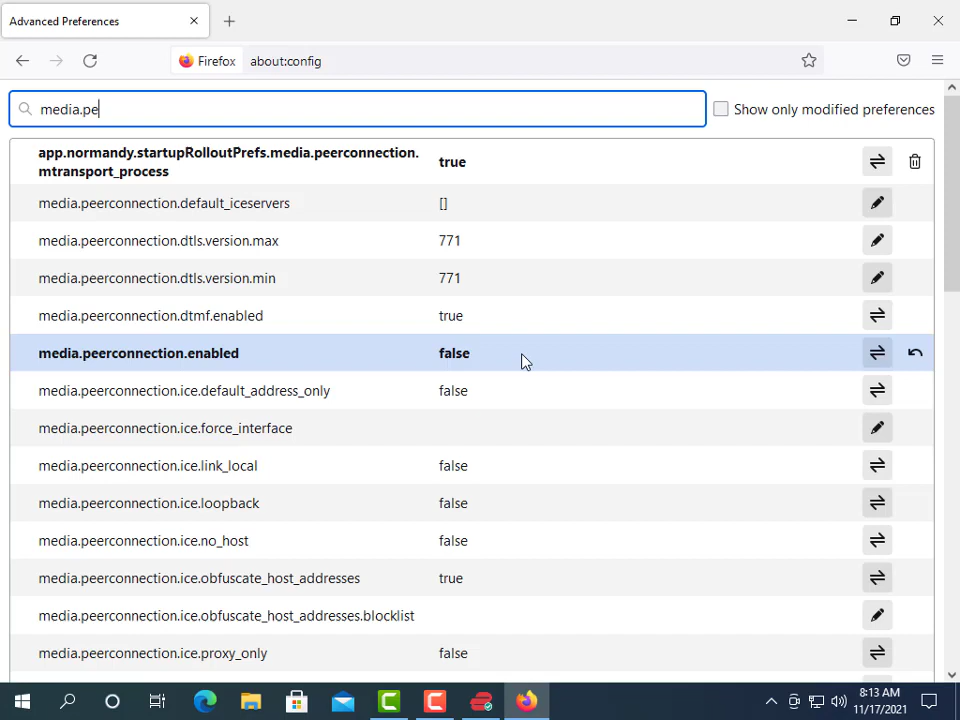 Advanced Preferences
Firefox
about:config
media.pe
Show only modified preferences
app.normandy.startupRolloutPrefs.media.peerconnection.
mtransport_process
true
media.peerconnection.default_iceservers
[]
media.peerconnection.dtls.version.max
771
media.peerconnection.dtls.version.min
771
media.peerconnection.dtmf.enabled
true
media.peerconnection.enabled
false
media.peerconnection.ice.default_address_only
false
media.peerconnection.ice.force_interface
media.peerconnection.ice.link_local
false
media.peerconnection.ice.loopback
false
media.peerconnection.ice.no_host
false
media.peerconnection.ice.obfuscate_host_addresses
true
media.peerconnection.ice.obfuscate_host_addresses.blocklist
media.peerconnection.ice.proxy_only
false
8:13 AM
11/17/2021